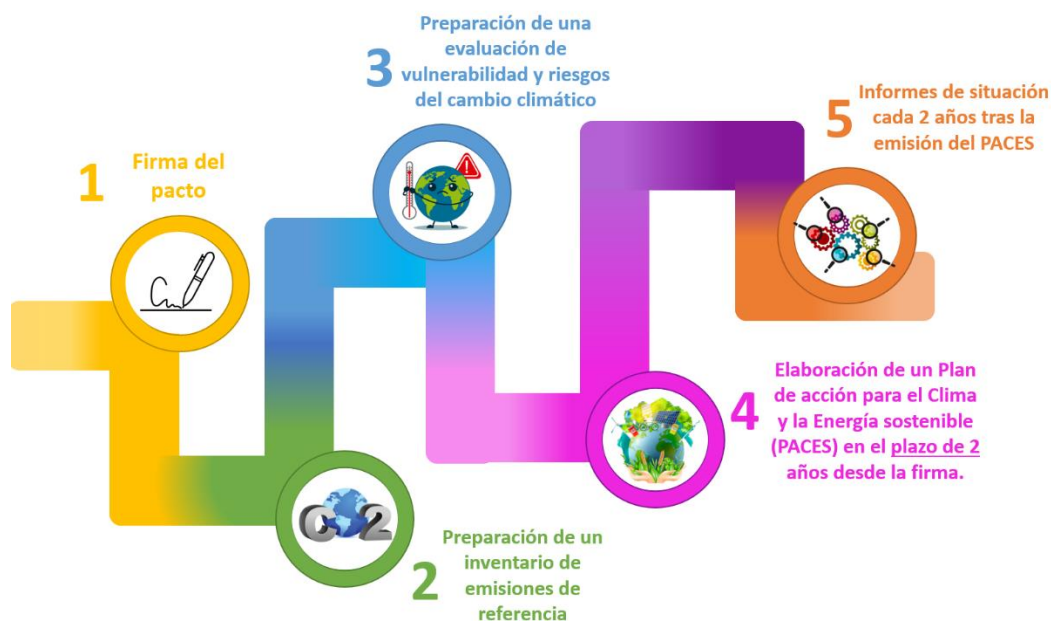 1
Firma del
pacto
2
Preparación de un
inventario de
emisiones de
referencia
3
Preparación de una
evaluación de
vulnerabilidad y riesgos
del cambio climático
4
Elaboración de un Plan
de acción para el Clima
y la Energía sostenible
(PACES) en el plazo de 2
años desde la firma.
5
Informes de situación
cada 2 años tras la
emisión del PACES
CO2